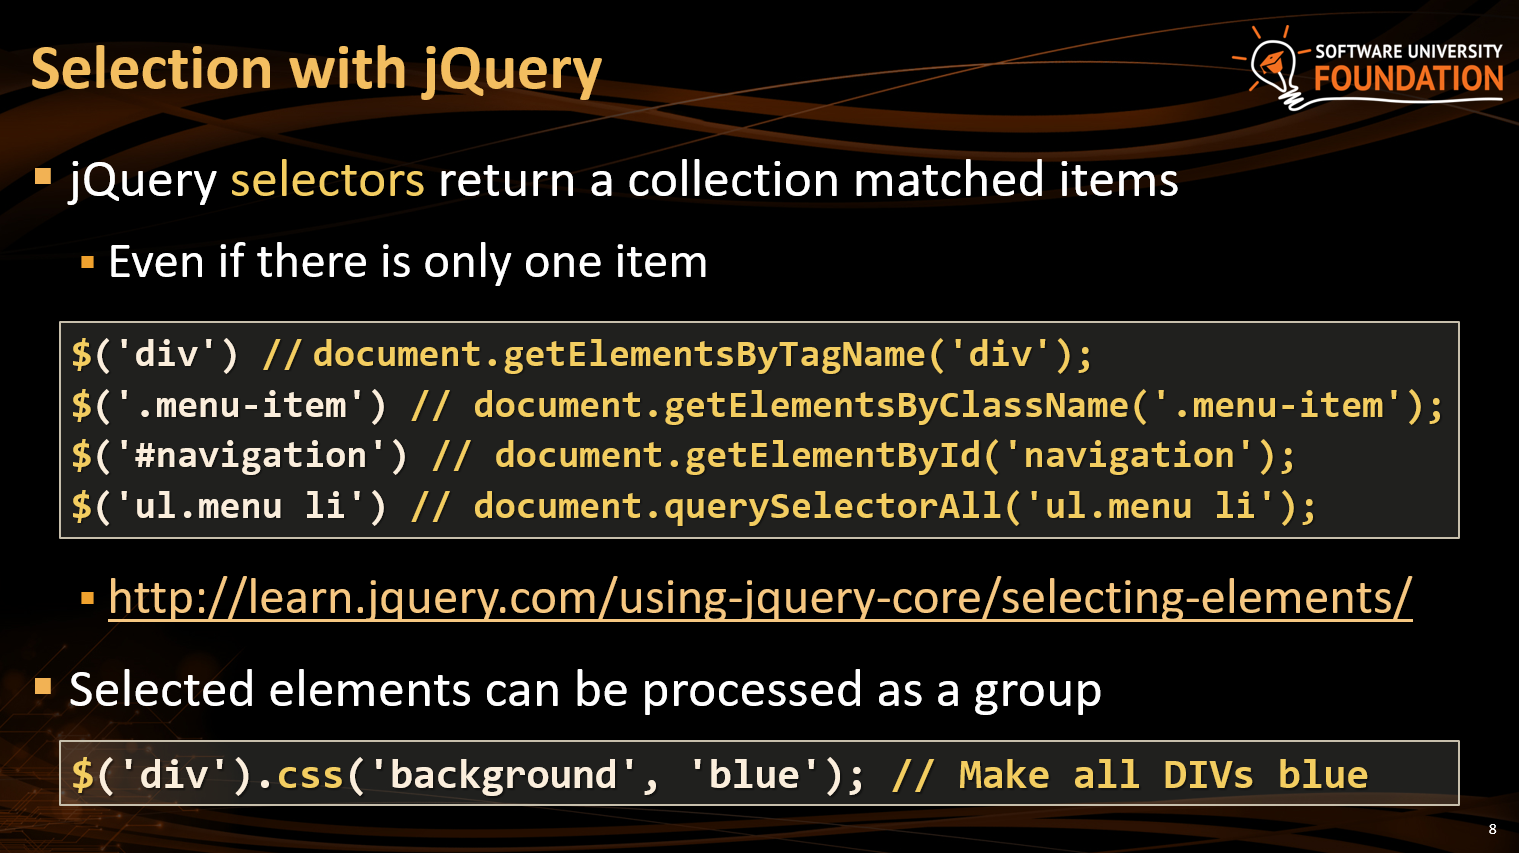 Selection with jQuery
SOFTWARE UNIVERSITY
FOUNDATION
jQuery selectors return a collection matched items
Even if there is only one item
$('div') // document.getElementsByTagName('div');
$('.menu-item') // document.getElementsByClassName('.menu-item');
$('#navigation') // document.getElementById('navigation');
$('ul.menu li') // document.querySelectorAll('ul.menu li');
http://learn.jquery.com/using-jquery-core/selecting-elements/
Selected elements can be processed as a group
$('div').css('background', 'blue'); // Make all DIVs blue
8